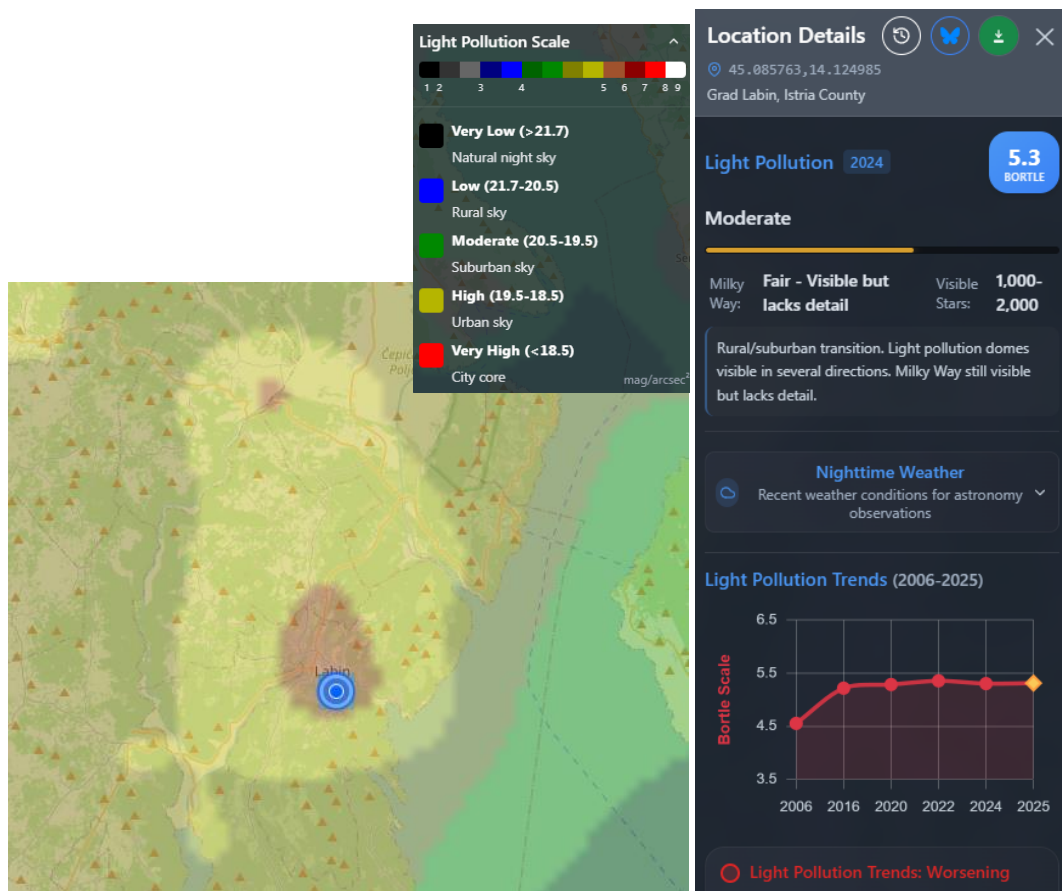 Light Pollution Scale
1 2 3 4 5 6 7 8 9
Very Low (>21.7)
Natural night sky
Low (21.7-20.5)
Rural sky
Moderate (20.5-19.5)
Suburban sky
High (19.5-18.5)
Urban sky
Very High (<18.5)
City core
mag/arcsec²
Čepić
Polje
Labin
Location Details
45.085763,14.124985
Grad Labin, Istria County
Light Pollution 2024
5.3
BORTLE
Moderate
Milky
Way:
Fair - Visible but
lacks detail
Visible
Stars:
1,000-
2,000
Rural/suburban transition. Light pollution domes
visible in several directions. Milky Way still visible
but lacks detail.
Nighttime Weather
Recent weather conditions for astronomy
observations
Light Pollution Trends (2006-2025)
Bortle Scale
6.5
5.5
4.5
3.5
2006 2016 2020 2022 2024 2025
Light Pollution Trends: Worsening